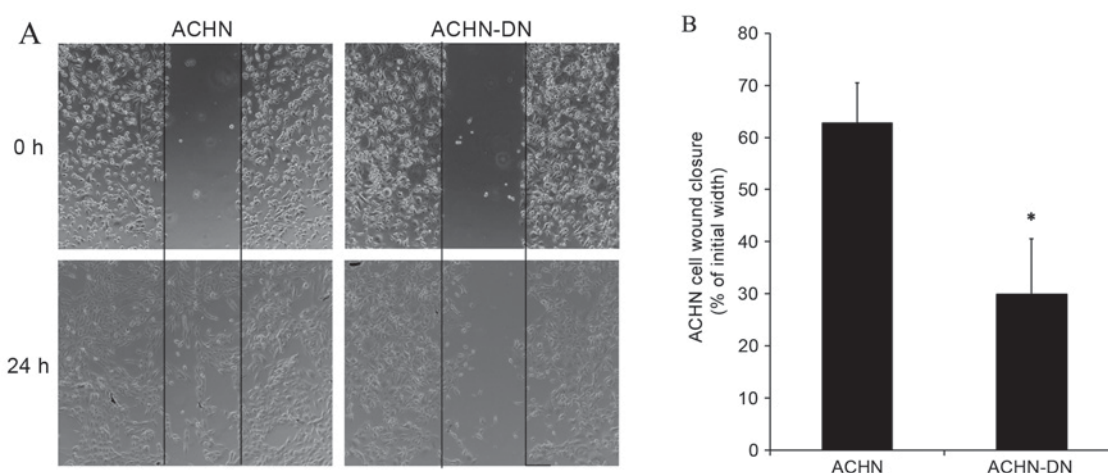 A
ACHN
ACHN-DN
0 h
24 h
B
ACHN cell wound closure
(% of initial width)
80
70
60
50
40
30
20
10
0
*
ACHN
ACHN-DN